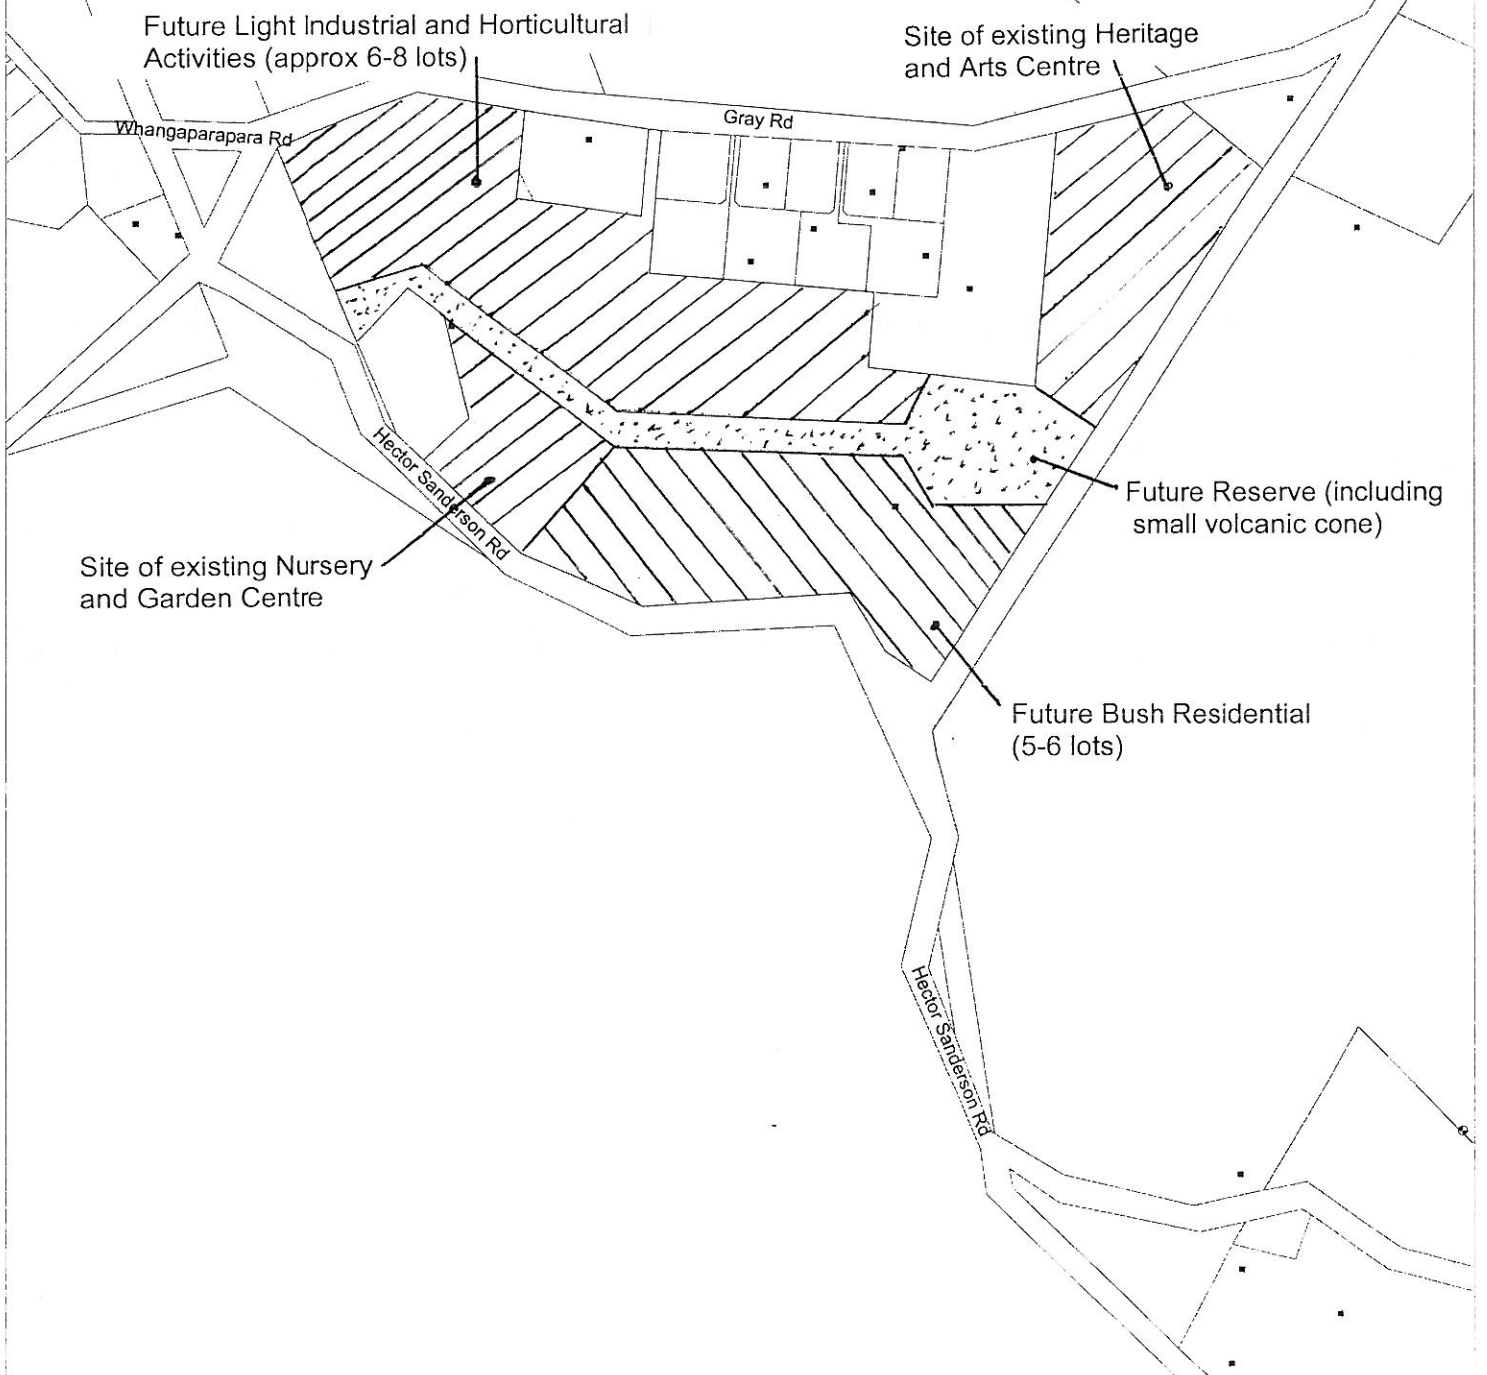 Future Light Industrial and Horticultural
Activities (approx 6-8 lots)
Site of existing Heritage
and Arts Centre
Gray Rd
Whangaparapara Rd
Hector Sanderson Rd
Future Reserve (including
small volcanic cone)
Site of existing Nursery
and Garden Centre
Future Bush Residential
(5-6 lots)
Hector Sanderson Rd